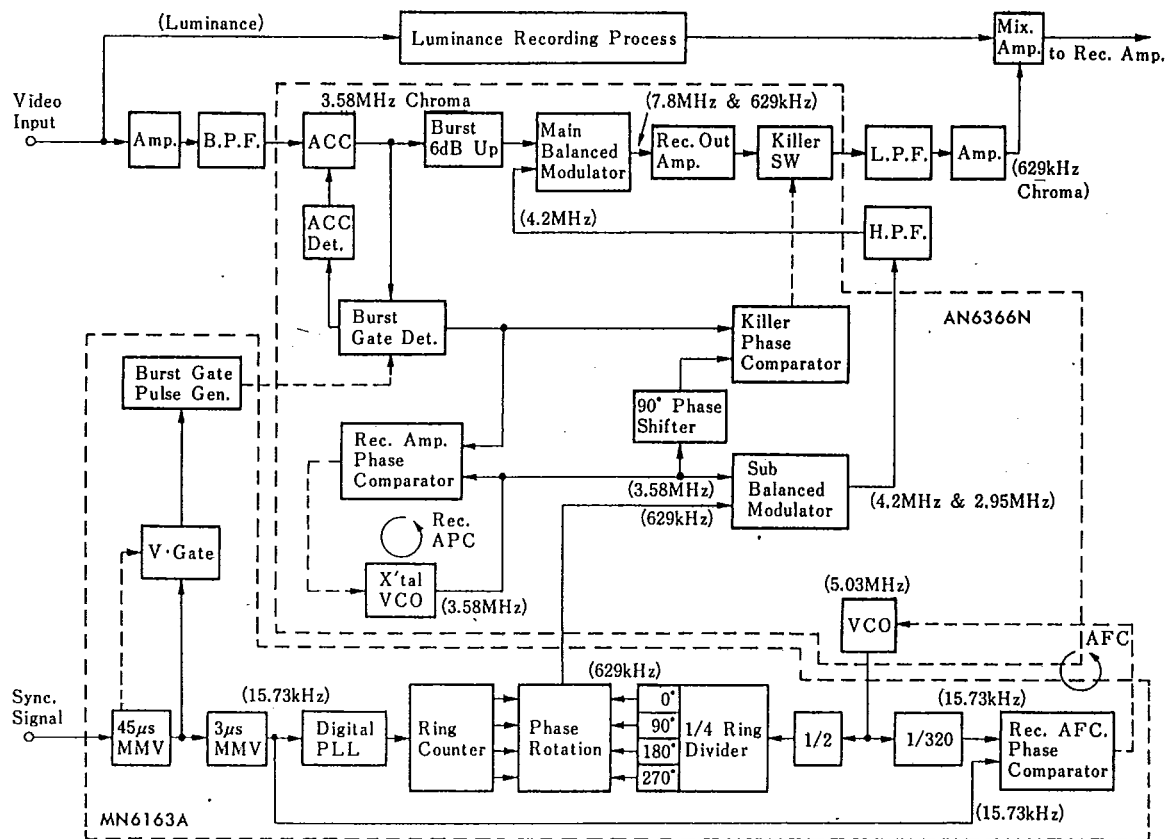 (Luminance)
Luminance Recording Process
Mix.
Amp.
to Rec. Amp.
Video
Input
Amp.
B.P.F.
3.58MHz Chroma
ACC
Burst
6dB Up
Main
Balanced
Modulator
(7.8MHz & 629kHz)
Rec. Out
Amp.
Killer
SW
L.P.F.
Amp.
(629kHz
Chroma)
ACC
Det.
(4.2MHz)
H.P.F.
Burst
Gate Det.
Killer
Phase
Comparator
AN6366N
Burst Gate
Pulse Gen.
90° Phase
Shifter
Rec. Amp.
Phase
Comparator
(3.58MHz)
(629kHz)
Sub
Balanced
Modulator
(4.2MHz & 2.95MHz)
Rec.
APC
V·Gate
X'tal
VCO
(3.58MHz)
(5.03MHz)
VCO
AFC
Sync.
Signal
45μs
MMV
3μs
MMV
(15.73kHz)
Digital
PLL
Ring
Counter
(629kHz)
Phase
Rotation
0°
90°
180°
270°
1/4 Ring
Divider
1/2
1/320
(15.73kHz)
Rec. AFC.
Phase
Comparator
(15.73kHz)
MN6163A